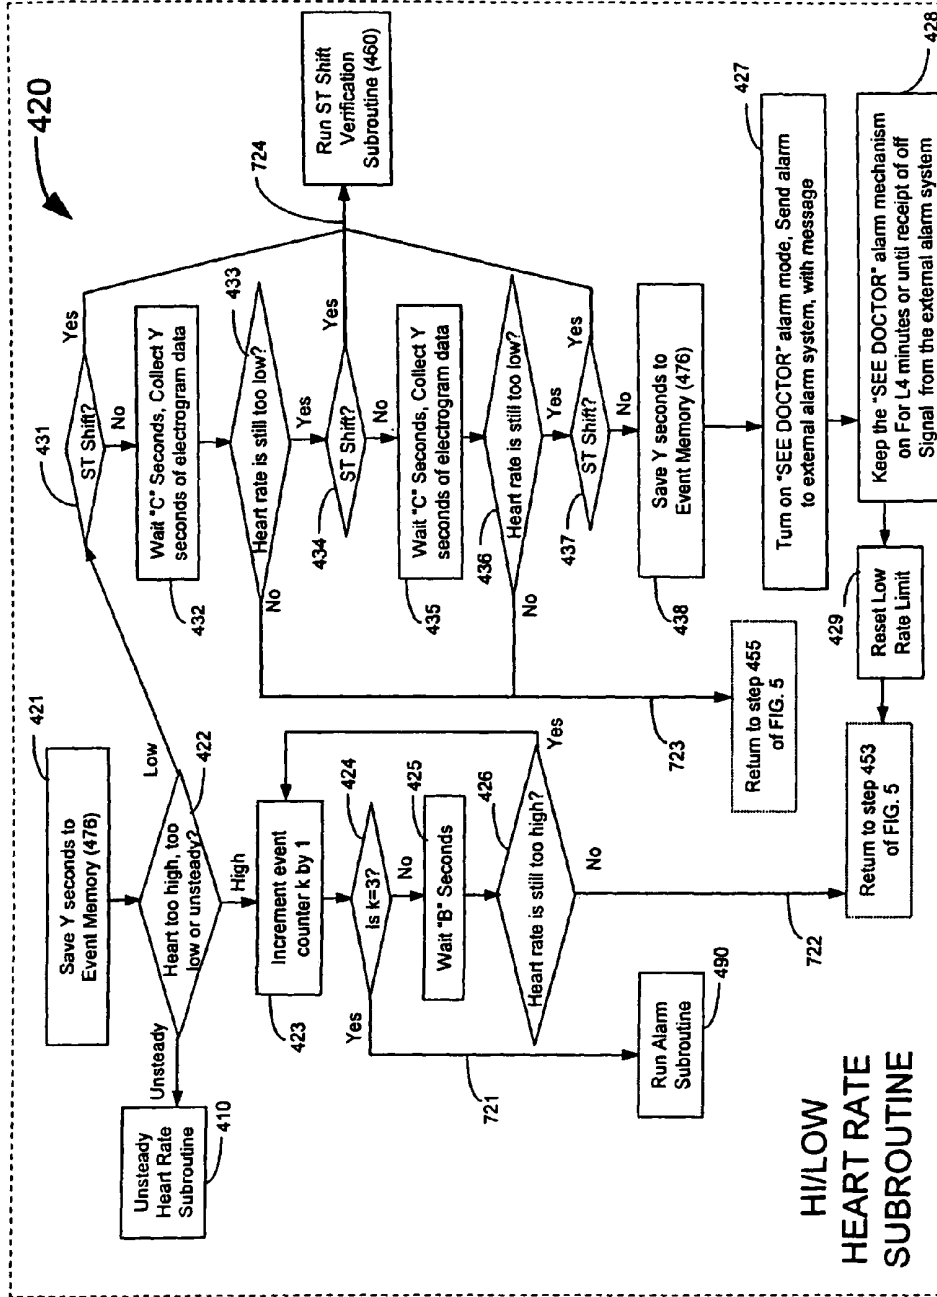 420
421
Save Y seconds to
Event Memory (476)
422
Heart too high, too
low or unsteady?
Unsteady
Low
High
Unsteady
Heart Rate
Subroutine
410
Increment event
counter k by 1
423
424
Is k=3?
Yes
No
425
Wait "B" Seconds
426
Heart rate is still too high?
Yes
No
721
Run Alarm
Subroutine
490
722
Return to step 453
of FIG. 5
431
ST Shift?
Yes
No
Wait "C" Seconds, Collect Y
seconds of electrogram data
432
433
Heart rate is still too low?
No
Yes
434
ST Shift?
Yes
No
Wait "C" Seconds, Collect Y
seconds of electrogram data
435
436
Heart rate is still too low?
No
Yes
437
ST Shift?
Yes
No
Save Y seconds to
Event Memory (476)
438
723
Return to step 455
of FIG. 5
724
Run ST Shift
Verification
Subroutine (460)
427
Turn on "SEE DOCTOR" alarm mode, Send alarm
to external alarm system, with message
428
Keep the "SEE DOCTOR" alarm mechanism
on For L4 minutes or until receipt of off
Signal from the external alarm system
429
Reset Low
Rate Limit
HI/LOW
HEART RATE
SUBROUTINE